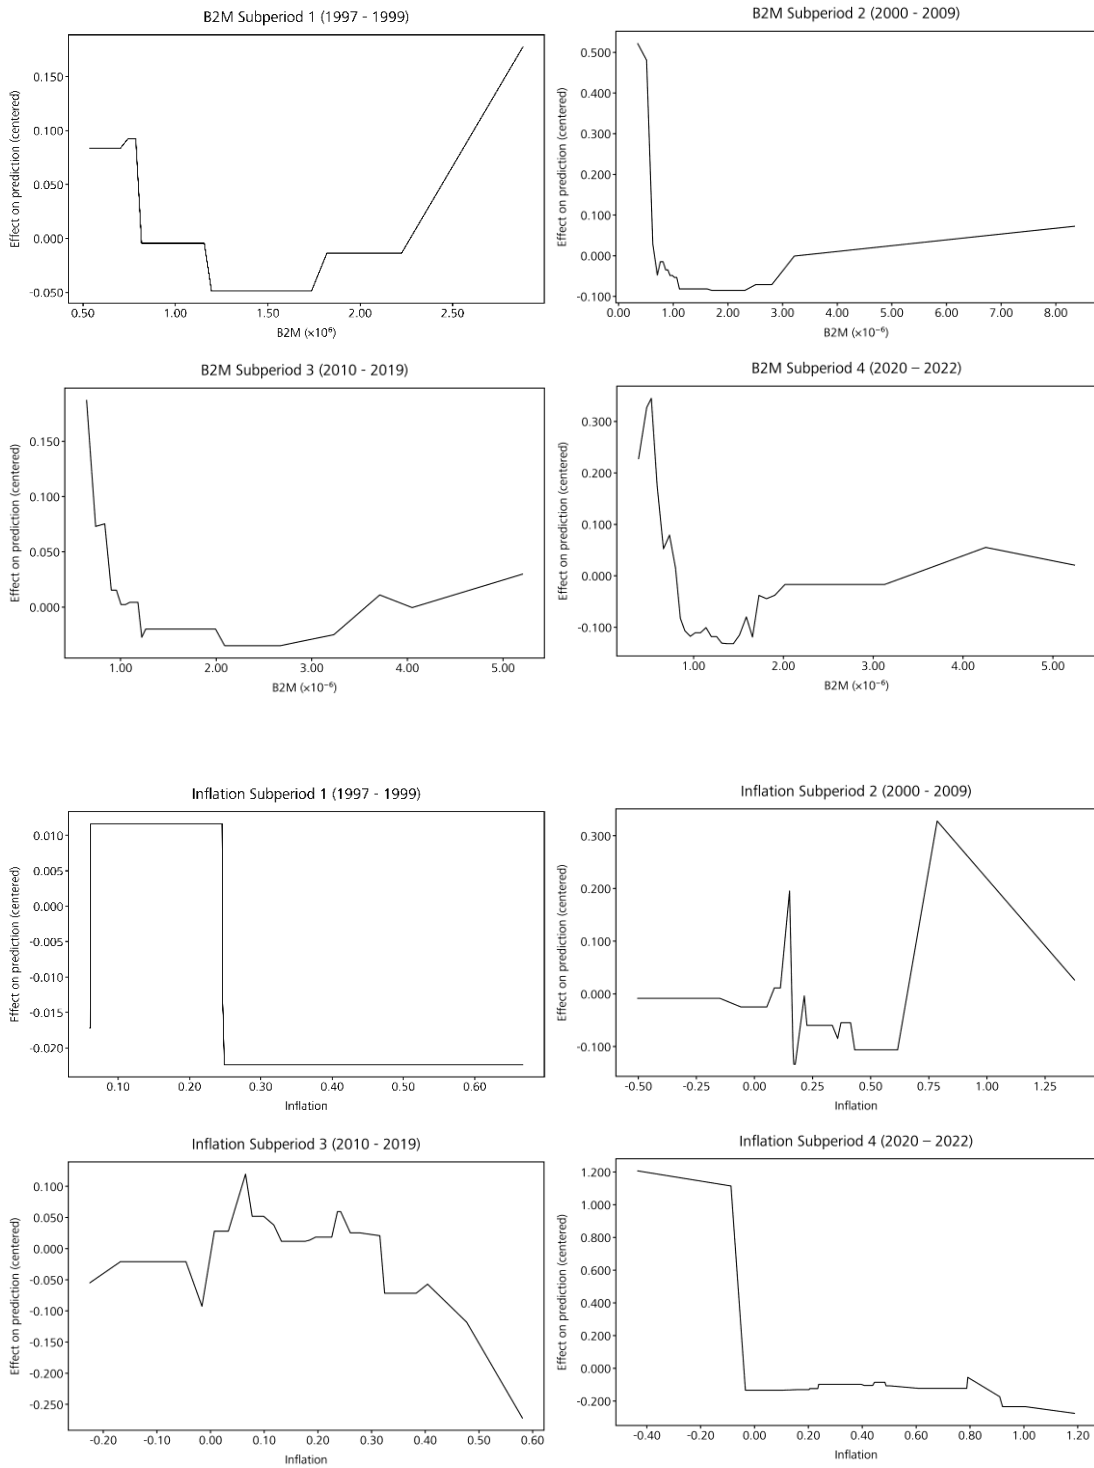 B2M Subperiod 1 (1997 - 1999)
Effect on prediction (centered)
0.150
0.100
0.050
0.000
-0.050
0.50 1.00 1.50 2.00 2.50
B2M (×10⁶)
B2M Subperiod 2 (2000 - 2009)
Effect on prediction (centered)
0.500
0.400
0.300
0.200
0.100
0.000
-0.100
0.00 1.00 2.00 3.00 4.00 5.00 6.00 7.00 8.00
B2M (×10⁻⁶)
B2M Subperiod 3 (2010 - 2019)
Effect on prediction (centered)
0.150
0.100
0.050
0.000
1.00 2.00 3.00 4.00 5.00
B2M (×10⁻⁶)
B2M Subperiod 4 (2020 – 2022)
Effect on prediction (centered)
0.300
0.200
0.100
0.000
-0.100
1.00 2.00 3.00 4.00 5.00
B2M (×10⁻⁶)
Inflation Subperiod 1 (1997 - 1999)
Fffect on prediction (centered)
0.010
0.005
0.000
-0.005
-0.010
-0.015
-0.020
0.10 0.20 0.30 0.40 0.50 0.60
Inflation
Inflation Subperiod 2 (2000 - 2009)
Effect on prediction (centered)
0.300
0.200
0.100
0.000
-0.100
-0.50 -0.25 0.00 0.25 0.50 0.75 1.00 1.25
Inflation
Inflation Subperiod 3 (2010 - 2019)
Effect on prediction (centered)
0.100
0.050
0.000
-0.050
-0.100
-0.150
-0.200
-0.250
-0.20 -0.10 0.00 0.10 0.20 0.30 0.40 0.50 0.60
Inflation
Inflation Subperiod 4 (2020 – 2022)
Effect on prediction (centered)
1.200
1.000
0.800
0.600
0.400
0.200
0.000
-0.200
-0.40 -0.20 0.00 0.20 0.40 0.60 0.80 1.00 1.20
Inflation